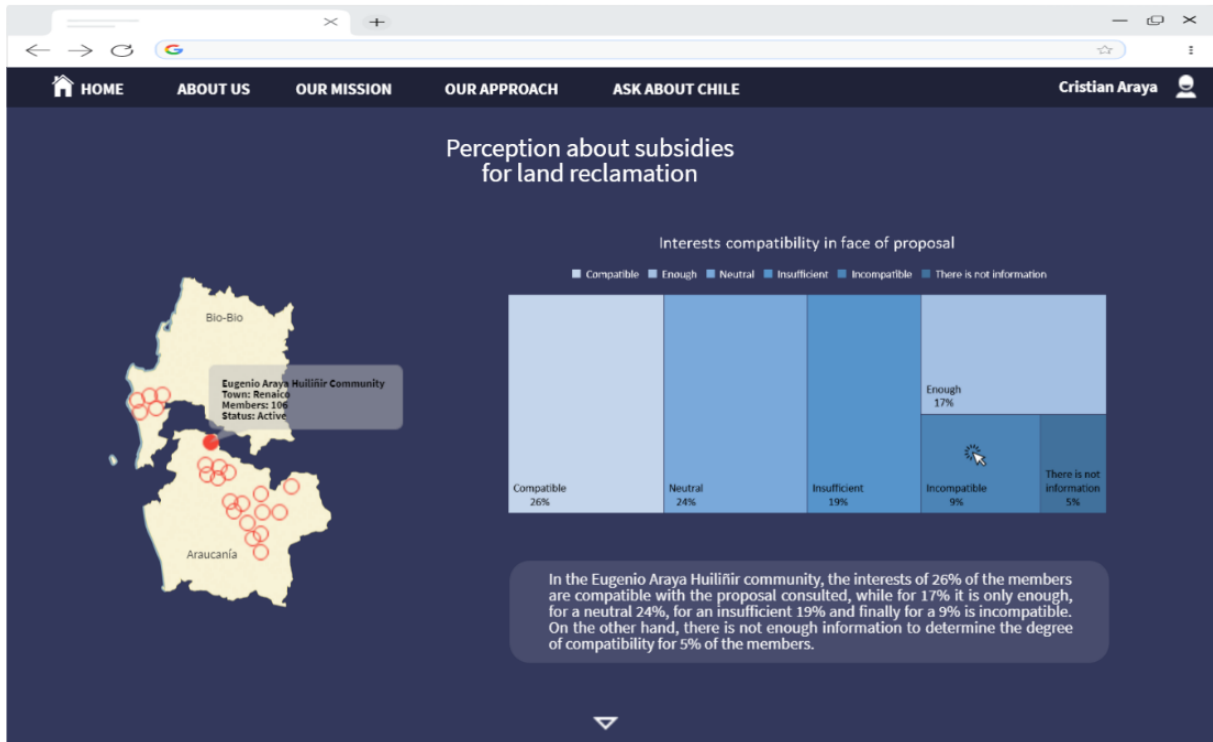 HOME ABOUT US OUR MISSION OUR APPROACH ASK ABOUT CHILE Cristian Araya
Perception about subsidies
for land reclamation
Interests compatibility in face of proposal
Compatible Enough Neutral Insufficient Incompatible There is not information
Bio-Bio
Eugenio Araya Huiliñir Community
Town: Renaico
Members: 106
Status: Active
Araucanía
Compatible
26%
Neutral
24%
Insufficient
19%
Enough
17%
Incompatible
9%
There is not
information
5%
In the Eugenio Araya Huiliñir community, the interests of 26% of the members
are compatible with the proposal consulted, while for 17% it is only enough,
for a neutral 24%, for an insufficient 19% and finally for a 9% is incompatible.
On the other hand, there is not enough information to determine the degree
of compatibility for 5% of the members.